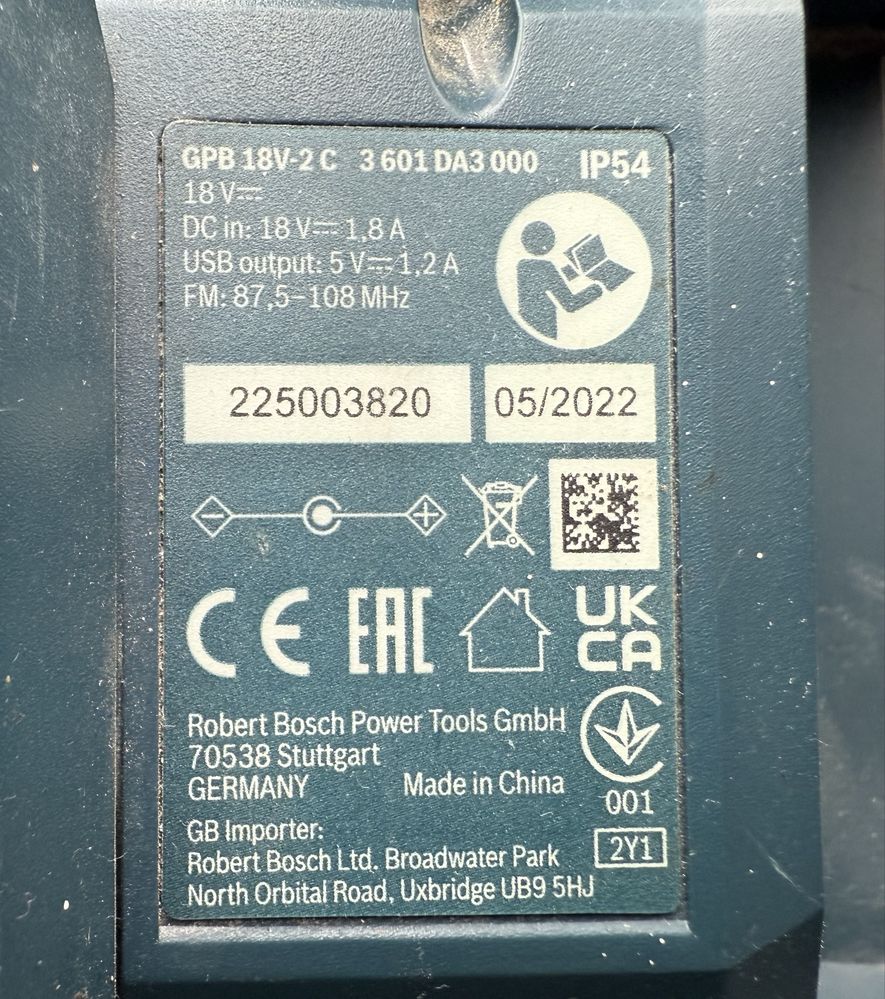 GPB 18V-2 C 3 601 DA3 000 IP54
18 V⎓
DC in: 18 V⎓ 1,8 A
USB output: 5 V⎓1,2 A
FM: 87,5–108 MHz
225003820 05/2022
CE EAC UK
CA
Robert Bosch Power Tools GmbH
70538 Stuttgart
GERMANY Made in China
001
GB Importer:
Robert Bosch Ltd. Broadwater Park 2Y1
North Orbital Road, Uxbridge UB9 5HJ